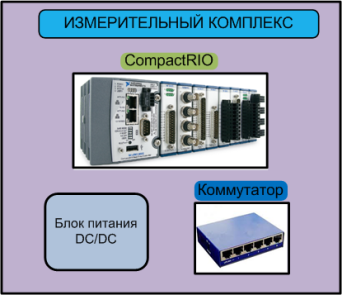 ИЗМЕРИТЕЛЬНЫЙ КОМПЛЕКС
CompactRIO
Коммутатор
Блок питания
DC/DC